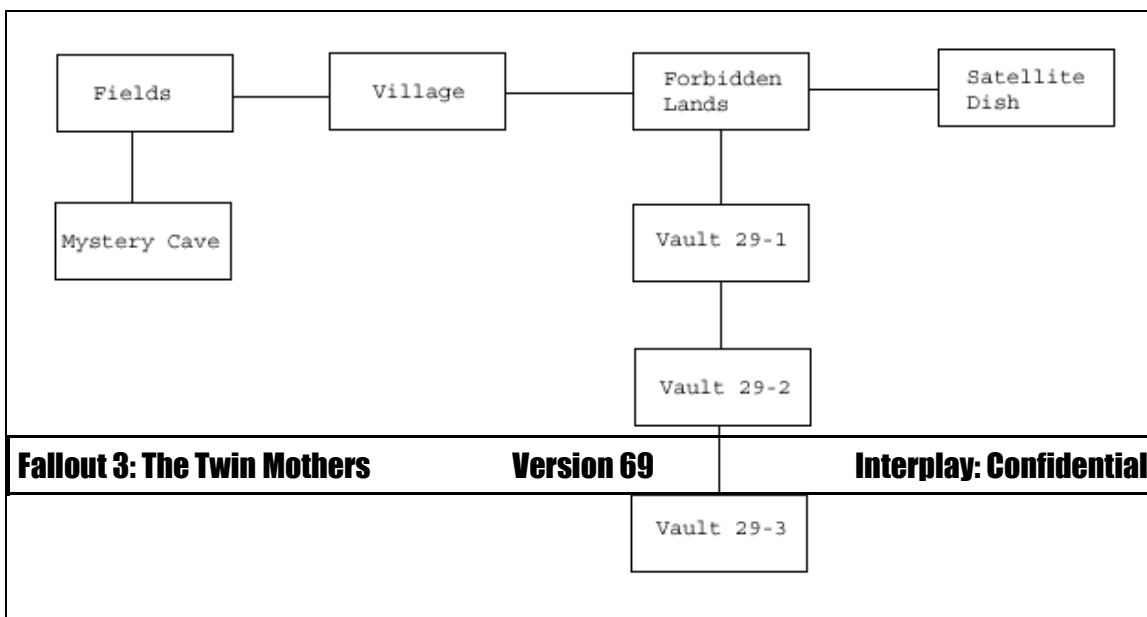 Fields
Village
Forbidden
Lands
Satellite
Dish
Mystery Cave
Vault 29-1
Vault 29-2
Fallout 3: The Twin Mothers Version 69 Interplay: Confidential
Vault 29-3